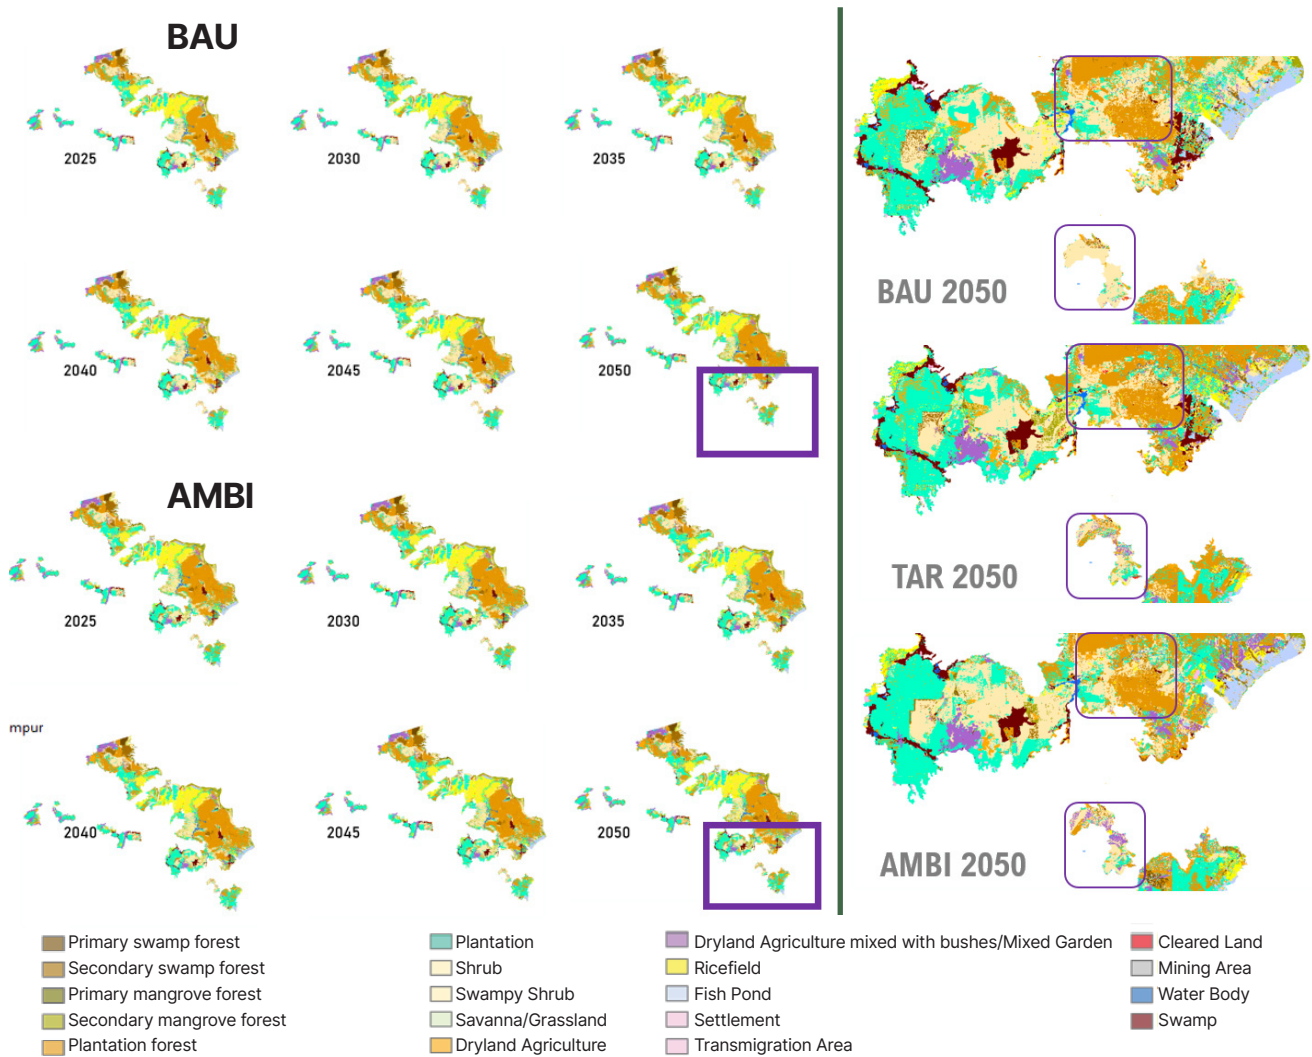 BAU
2025
2030
2035
2040
2045
2050
AMBI
2025
2030
2035
mpur
2040
2045
2050
BAU 2050
TAR 2050
AMBI 2050
Primary swamp forest
Secondary swamp forest
Primary mangrove forest
Secondary mangrove forest
Plantation forest
Plantation
Shrub
Swampy Shrub
Savanna/Grassland
Dryland Agriculture
Dryland Agriculture mixed with bushes/Mixed Garden
Ricefield
Fish Pond
Settlement
Transmigration Area
Cleared Land
Mining Area
Water Body
Swamp